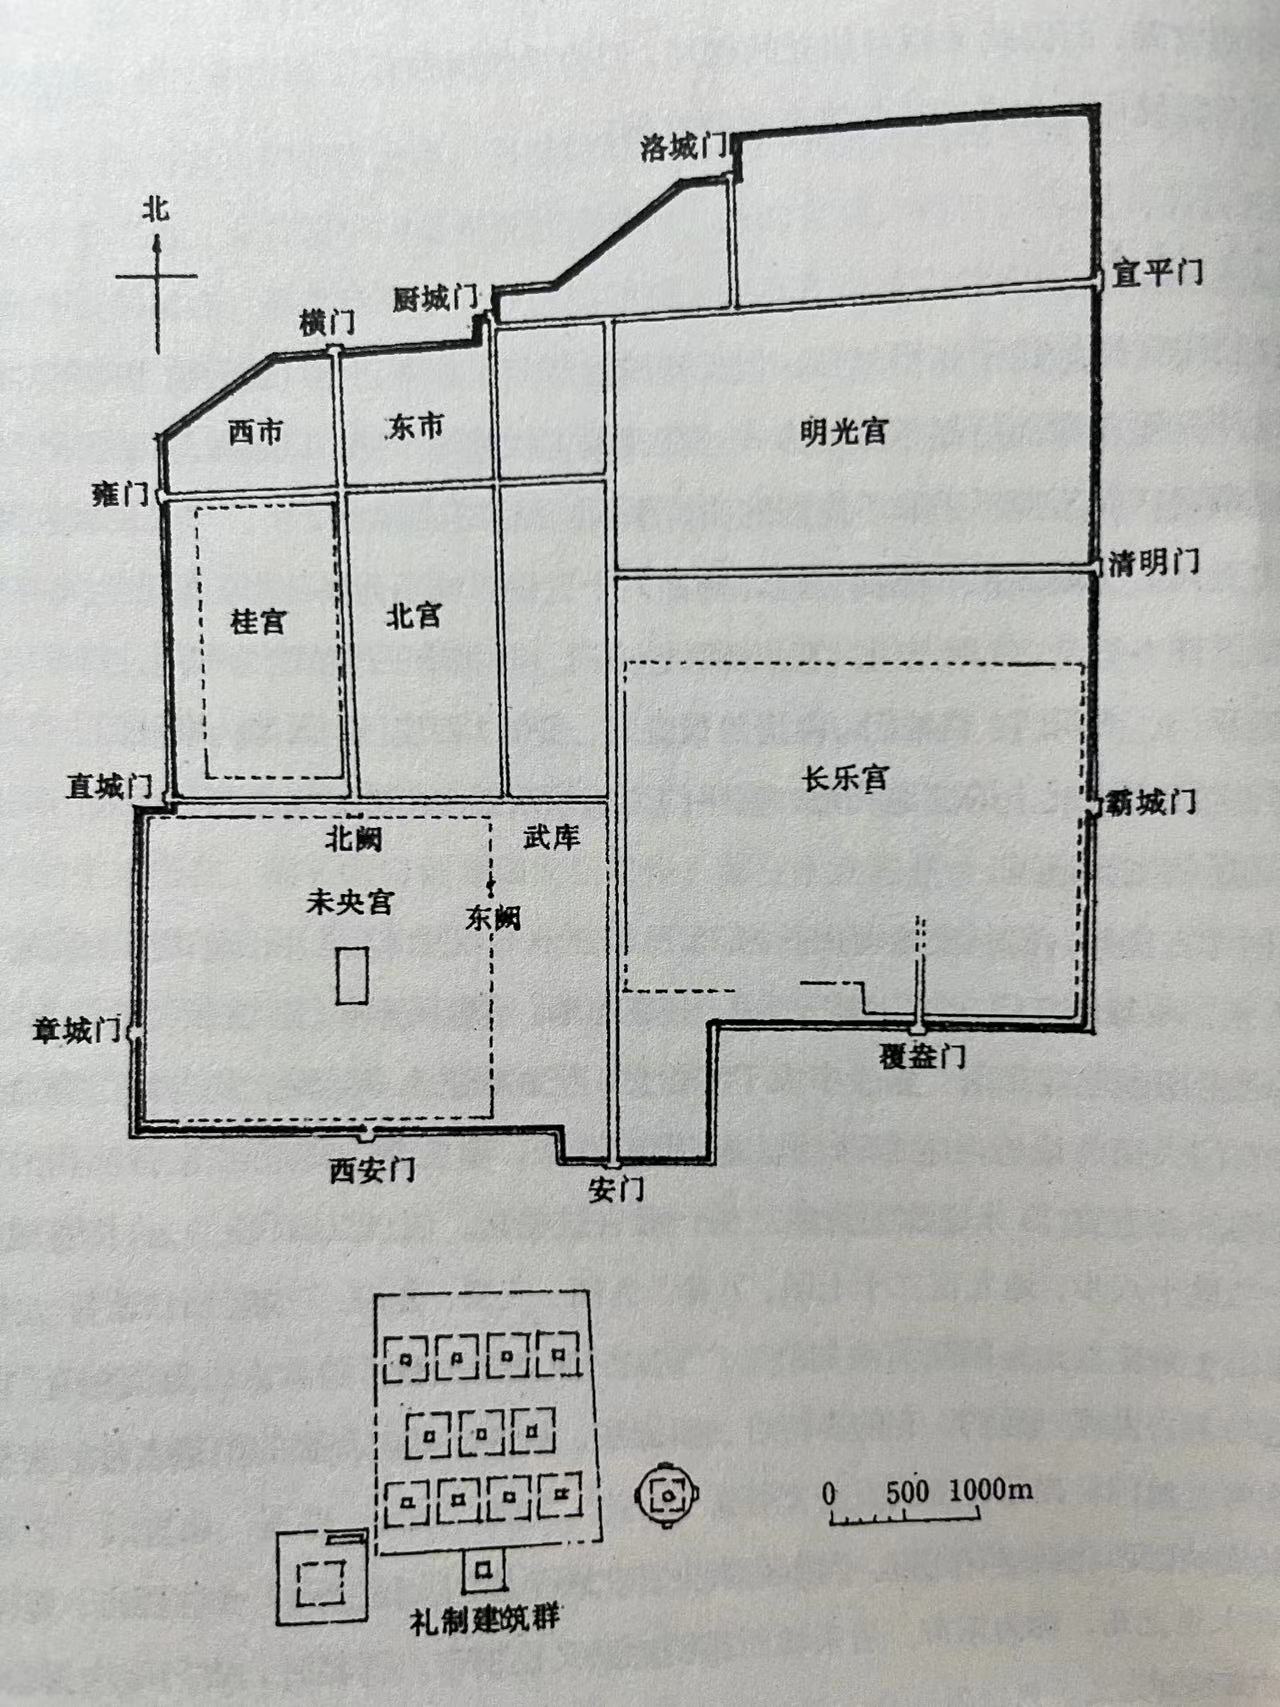 洛城门
北
宣平门
厨城门
横门
西市
东市
明光宫
雍门
清明门
桂宫
北宫
直城门
长乐宫
霸城门
北阙
武库
未央宫
东阙
章城门
覆盎门
西安门
安门
0 500 1000m
礼制建筑群